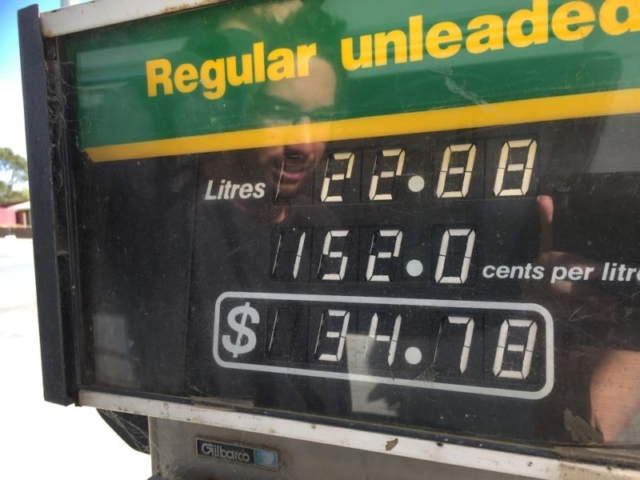 Regular unleaded
Litres 22.88
152.0 cents per litre
$ 34.78
Gilbarco